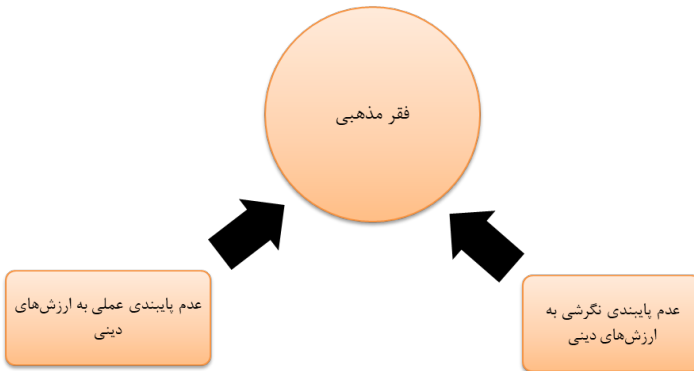 فقر مذهبی
عدم پایبندی نگرشی به
ارزش‌های دینی
عدم پایبندی عملی به ارزش‌های
دینی